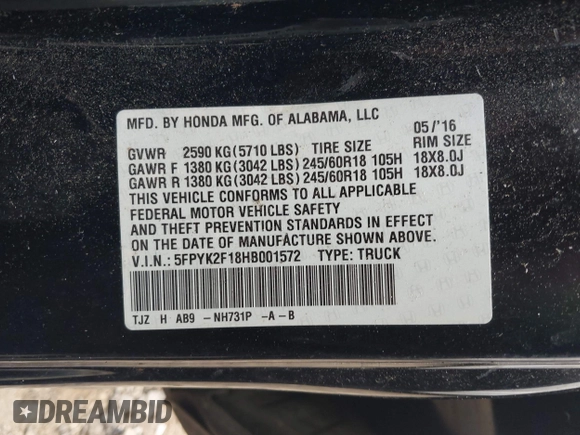 MFD. BY HONDA MFG. OF ALABAMA, LLC
05/'16
GVWR 2590 KG(5710 LBS) TIRE SIZE RIM SIZE
GAWR F 1380 KG(3042 LBS)245/60R18 105H 18X8.0J
GAWR R 1380 KG(3042 LBS)245/60R18 105H 18X8.0J
THIS VEHICLE CONFORMS TO ALL APPLICABLE
FEDERAL MOTOR VEHICLE SAFETY
AND THEFT PREVENTION STANDARDS IN EFFECT
ON THE DATE OF MANUFACTURE SHOWN ABOVE.
V.I.N.: 5FPYK2F18HB001572 TYPE: TRUCK
TJZ H AB9 -NH731P -A-B
DREAMBID